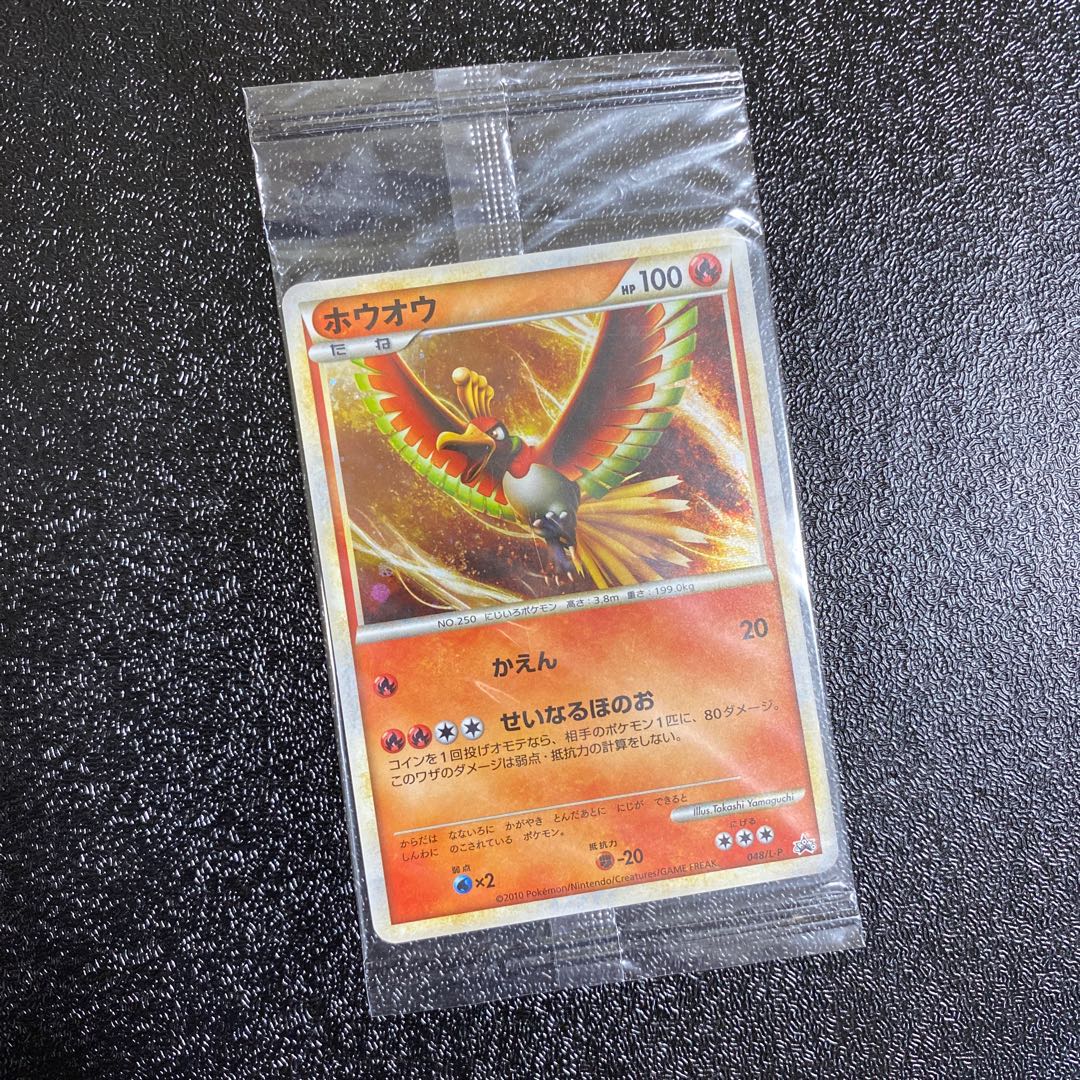 ホウオウ
HP 100
たね
NO.250 にじいろポケモン 高さ:3.8m 重さ:199.0kg
かえん 20
せいなるほのお
コインを1回投げオモテなら、相手のポケモン1匹に、80ダメージ。
このワザのダメージは弱点・抵抗力の計算をしない。
Illus.Takashi Yamaguchi
からだは なないろに かがやき とんだあとに にじが できると
しんわに のこされている ポケモン。
弱点
×2
抵抗力
-20
にげる
048/L-P
©2010 Pokémon/Nintendo/Creatures/GAME FREAK.